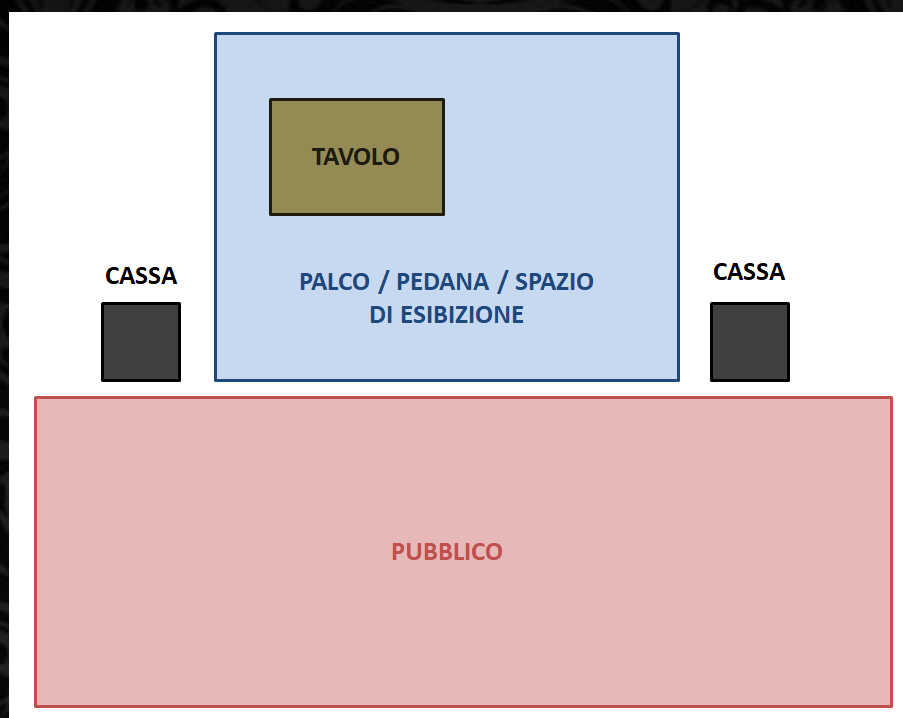 TAVOLO
CASSA
PALCO / PEDANA / SPAZIO
DI ESIBIZIONE
CASSA
PUBBLICO